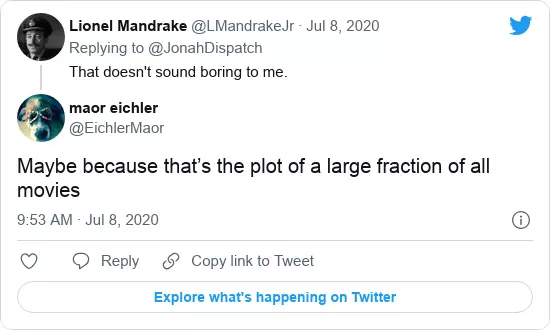 Lionel Mandrake @LMandrakeJr · Jul 8, 2020
Replying to @JonahDispatch
That doesn't sound boring to me.
maor eichler
@EichlerMaor
Maybe because that’s the plot of a large fraction of all
movies
9:53 AM · Jul 8, 2020
Reply Copy link to Tweet
Explore what's happening on Twitter